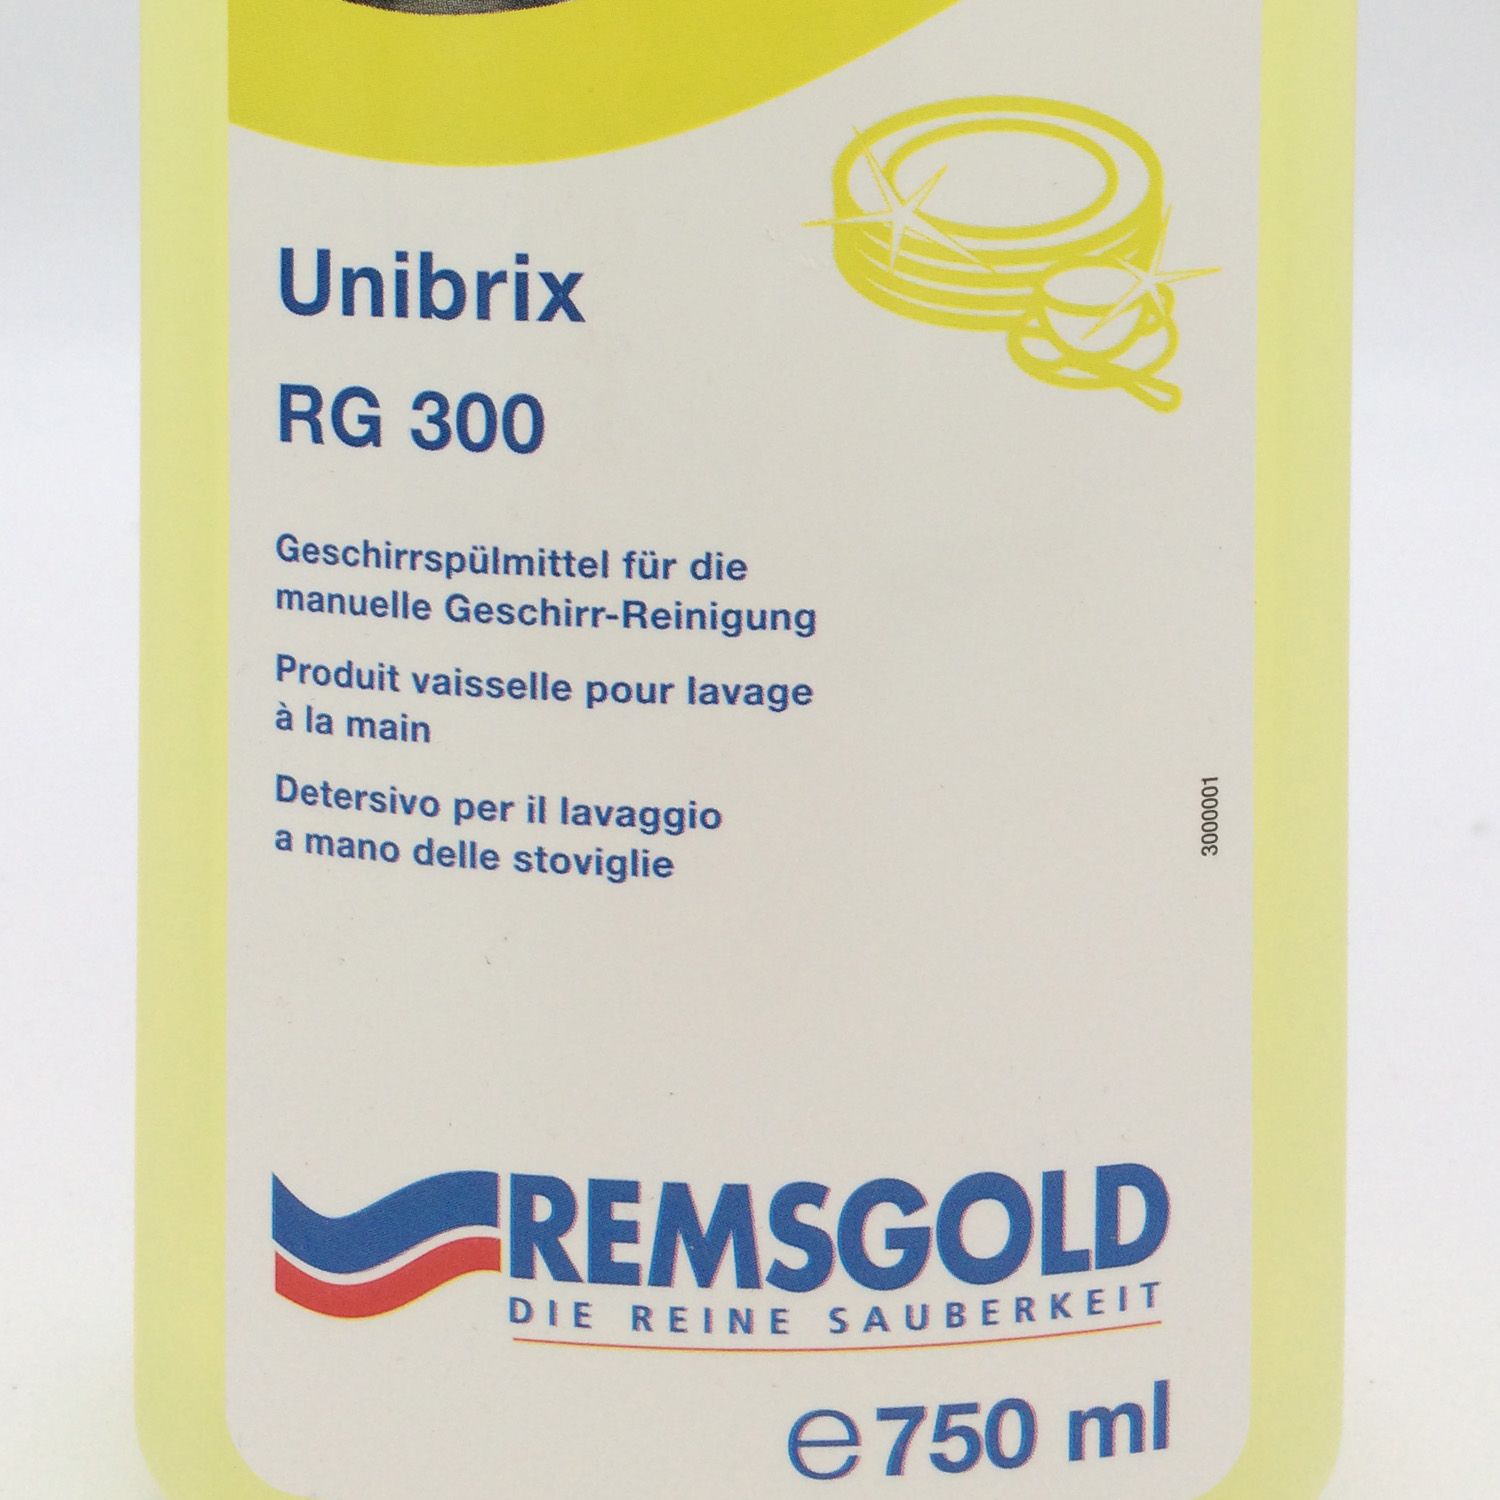 Unibrix
RG 300
Geschirrspülmittel für die
manuelle Geschirr-Reinigung
Produit vaisselle pour lavage
à la main
Detersivo per il lavaggio
a mano delle stoviglie
3000001
REMSGOLD
DIE REINE SAUBERKEIT
℮750 ml